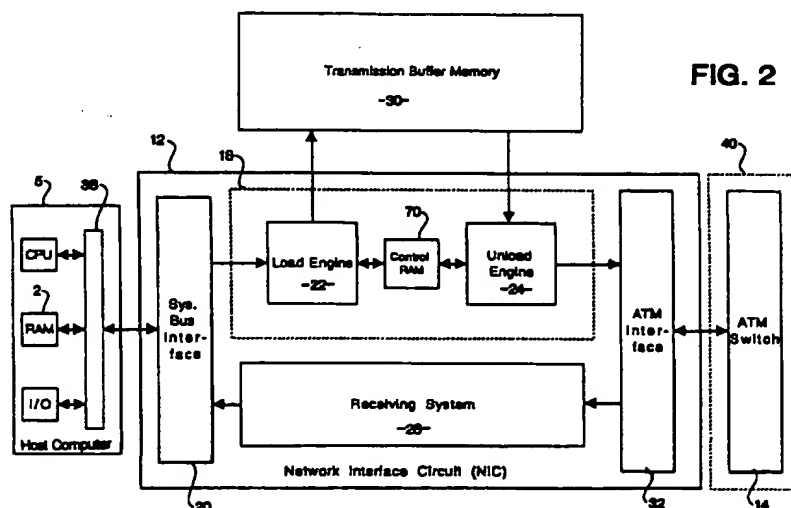 Transmission Buffer Memory
-30-
FIG. 2
12
18
40
5
38
70
CPU
2
RAM
I/O
Host Computer
Sys.
Bus
Inter-
face
Load Engine
-22-
Control
RAM
Unload
Engine
-24-
ATM
Inter-
face
ATM
Switch
Receiving System
-28-
Network Interface Circuit (NIC)
20
32
14